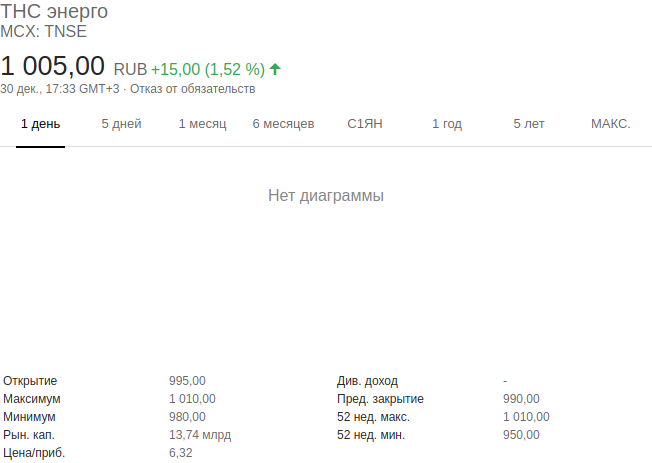 ТНС энерго
MCX: TNSE
1 005,00 RUB +15,00 (1,52 %)
30 дек., 17:33 GMT+3 · Отказ от обязательств
1 день 5 дней 1 месяц 6 месяцев С1ЯН 1 год 5 лет МАКС.
Нет диаграммы
Открытие 995,00 Див. доход -
Максимум 1 010,00 Пред. закрытие 990,00
Минимум 980,00 52 нед. макс. 1 010,00
Рын. кап. 13,74 млрд 52 нед. мин. 950,00
Цена/приб. 6,32